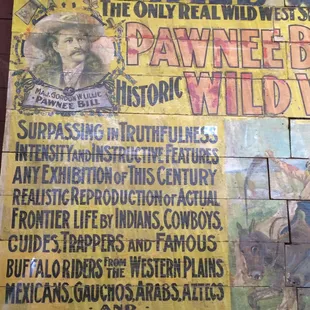 THE ONLY REAL WILD WEST
PAWNEE B
HISTORIC WILD W
MAJ. GORDON W. LILLIE
PAWNEE BILL
SURPASSING IN TRUTHFULNESS
INTENSITY AND INSTRUCTIVE FEATURES
ANY EXHIBITION OF THIS CENTURY
REALISTIC REPRODUCTION OF ACTUAL
FRONTIER LIFE BY INDIANS, COWBOYS,
GUIDES, TRAPPERS AND FAMOUS
BUFFALO RIDERS FROM THE WESTERN PLAINS
MEXICANS, GAUCHOS, ARABS, AZTECS
- AND -